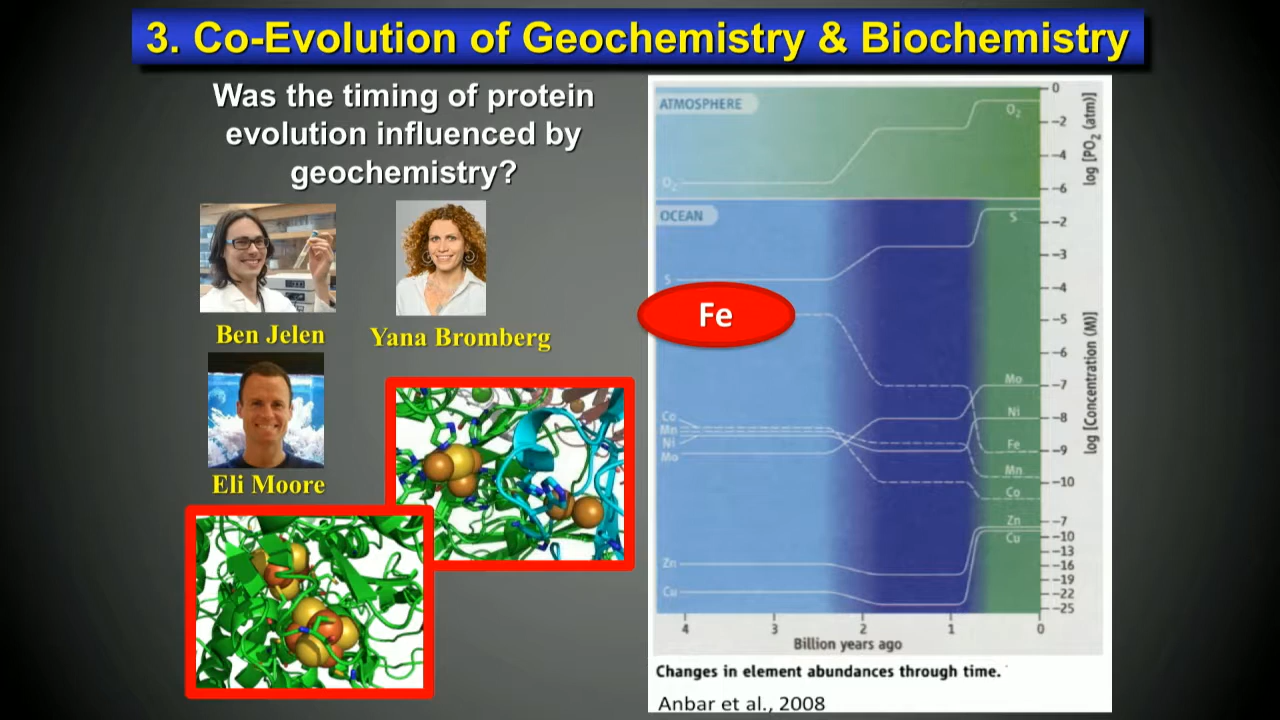 3. Co-Evolution of Geochemistry & Biochemistry
Was the timing of protein
evolution influenced by
geochemistry?
Ben Jelen
Yana Bromberg
Eli Moore
ATMOSPHERE
O₂
O₂
0
-2
-4
-6
log [PO₂ (atm)]
OCEAN
S
S
Fe
Co
Mn
Ni
Mo
Zn
Cu
Mo
Ni
Fe
Mn
Co
Zn
Cu
-2
-3
-4
-5
-6
-7
-8
-9
-10
-7
-10
-13
-16
-19
-22
-25
log [Concentration (M)]
4
3
2
1
0
Billion years ago
Changes in element abundances through time.
Anbar et al., 2008